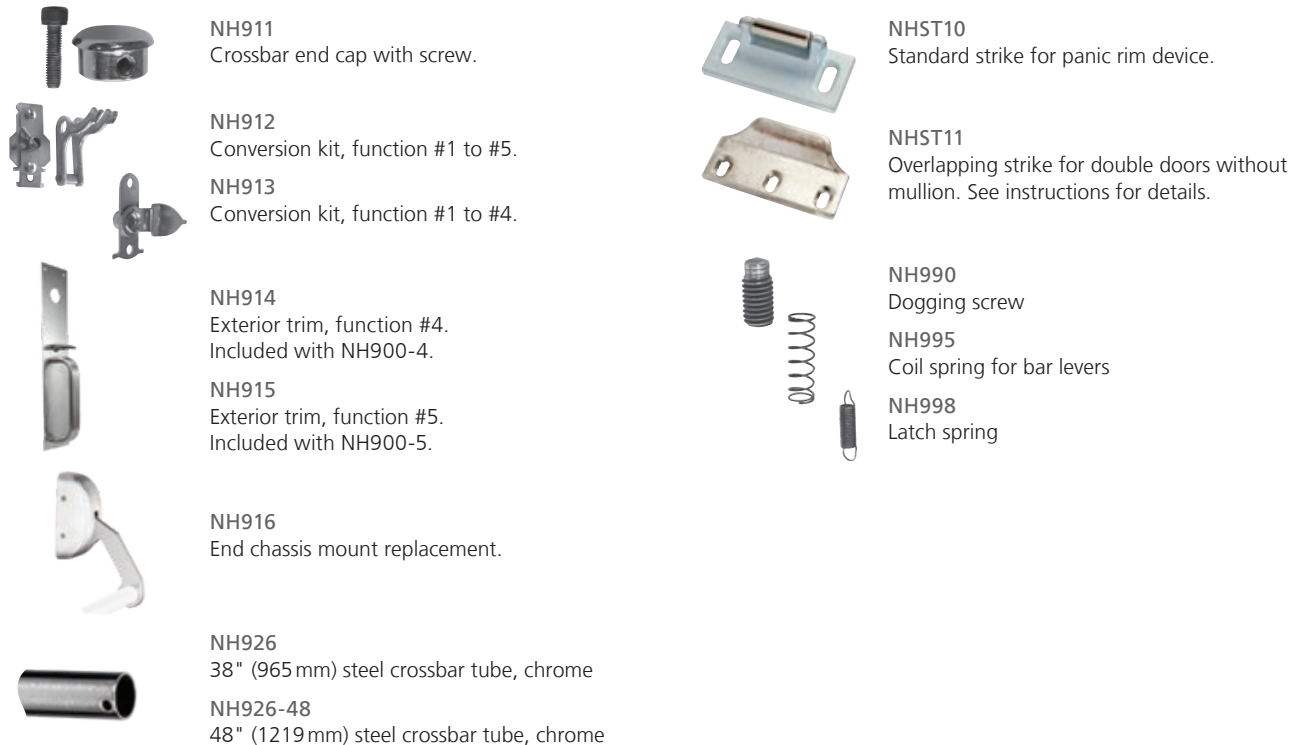 NH911
Crossbar end cap with screw.
NH912
Conversion kit, function #1 to #5.
NH913
Conversion kit, function #1 to #4.
NH914
Exterior trim, function #4.
Included with NH900-4.
NH915
Exterior trim, function #5.
Included with NH900-5.
NH916
End chassis mount replacement.
NH926
38" (965 mm) steel crossbar tube, chrome
NH926-48
48" (1219 mm) steel crossbar tube, chrome
NHST10
Standard strike for panic rim device.
NHST11
Overlapping strike for double doors without
mullion. See instructions for details.
NH990
Dogging screw
NH995
Coil spring for bar levers
NH998
Latch spring